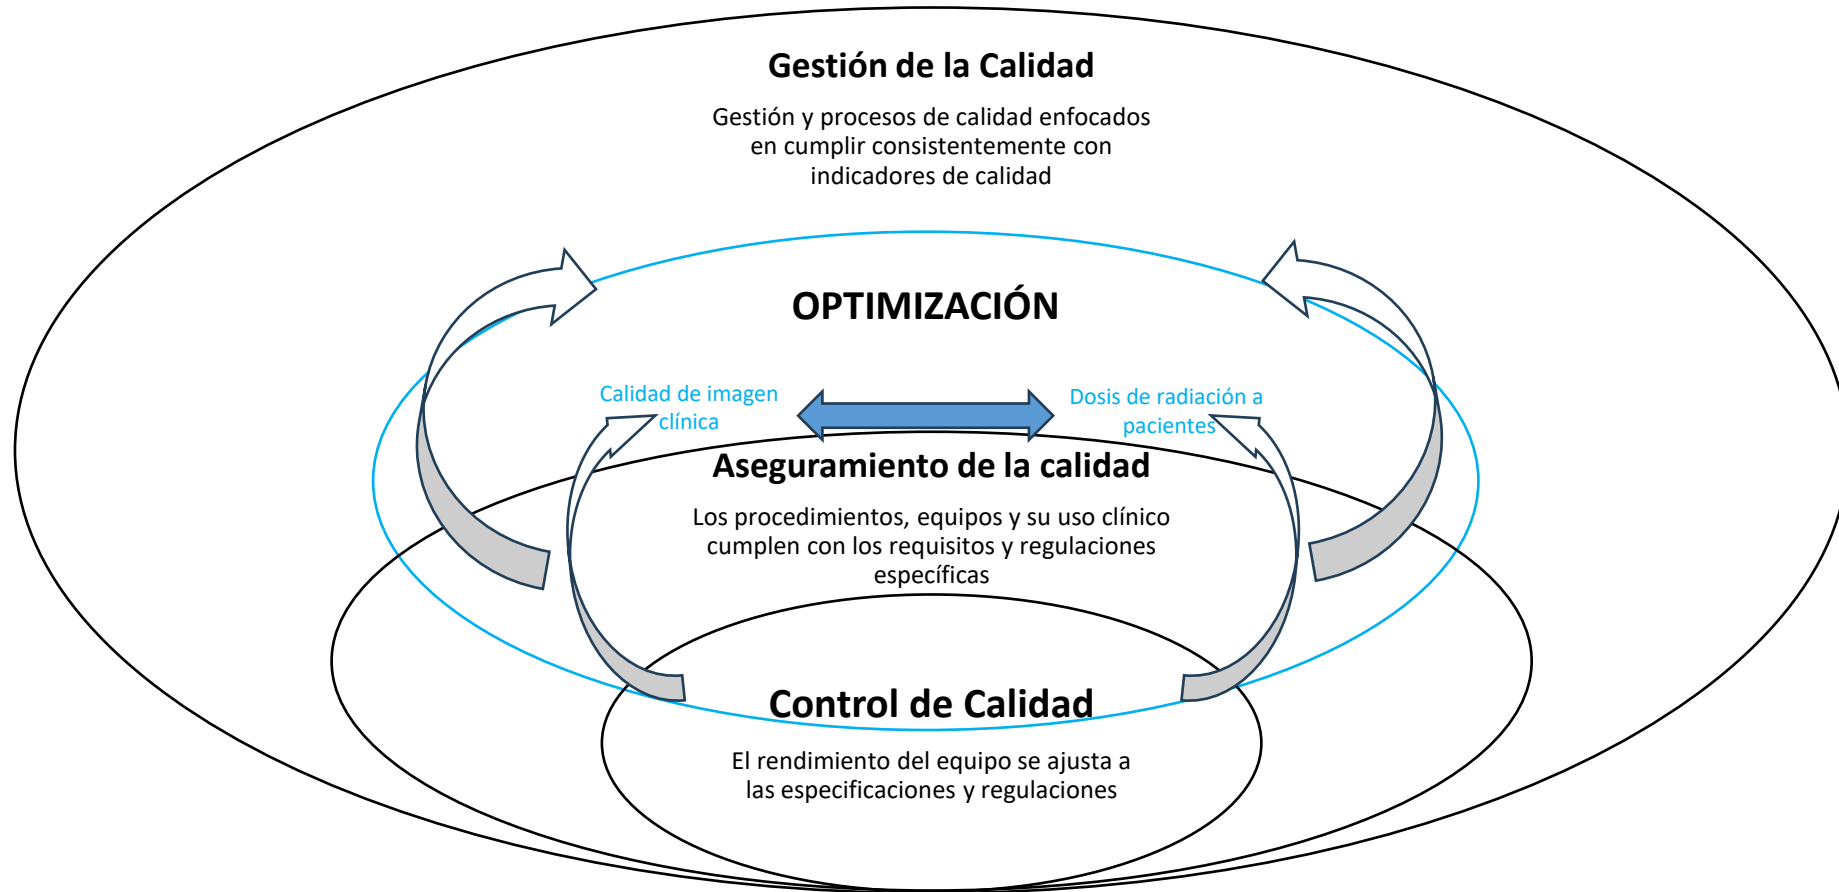 Gestión de la Calidad
Gestión y procesos de calidad enfocados
en cumplir consistentemente con
indicadores de calidad
OPTIMIZACIÓN
Calidad de imagen
clínica
Dosis de radiación a
pacientes
Aseguramiento de la calidad
Los procedimientos, equipos y su uso clínico
cumplen con los requisitos y regulaciones
específicas
Control de Calidad
El rendimiento del equipo se ajusta a
las especificaciones y regulaciones